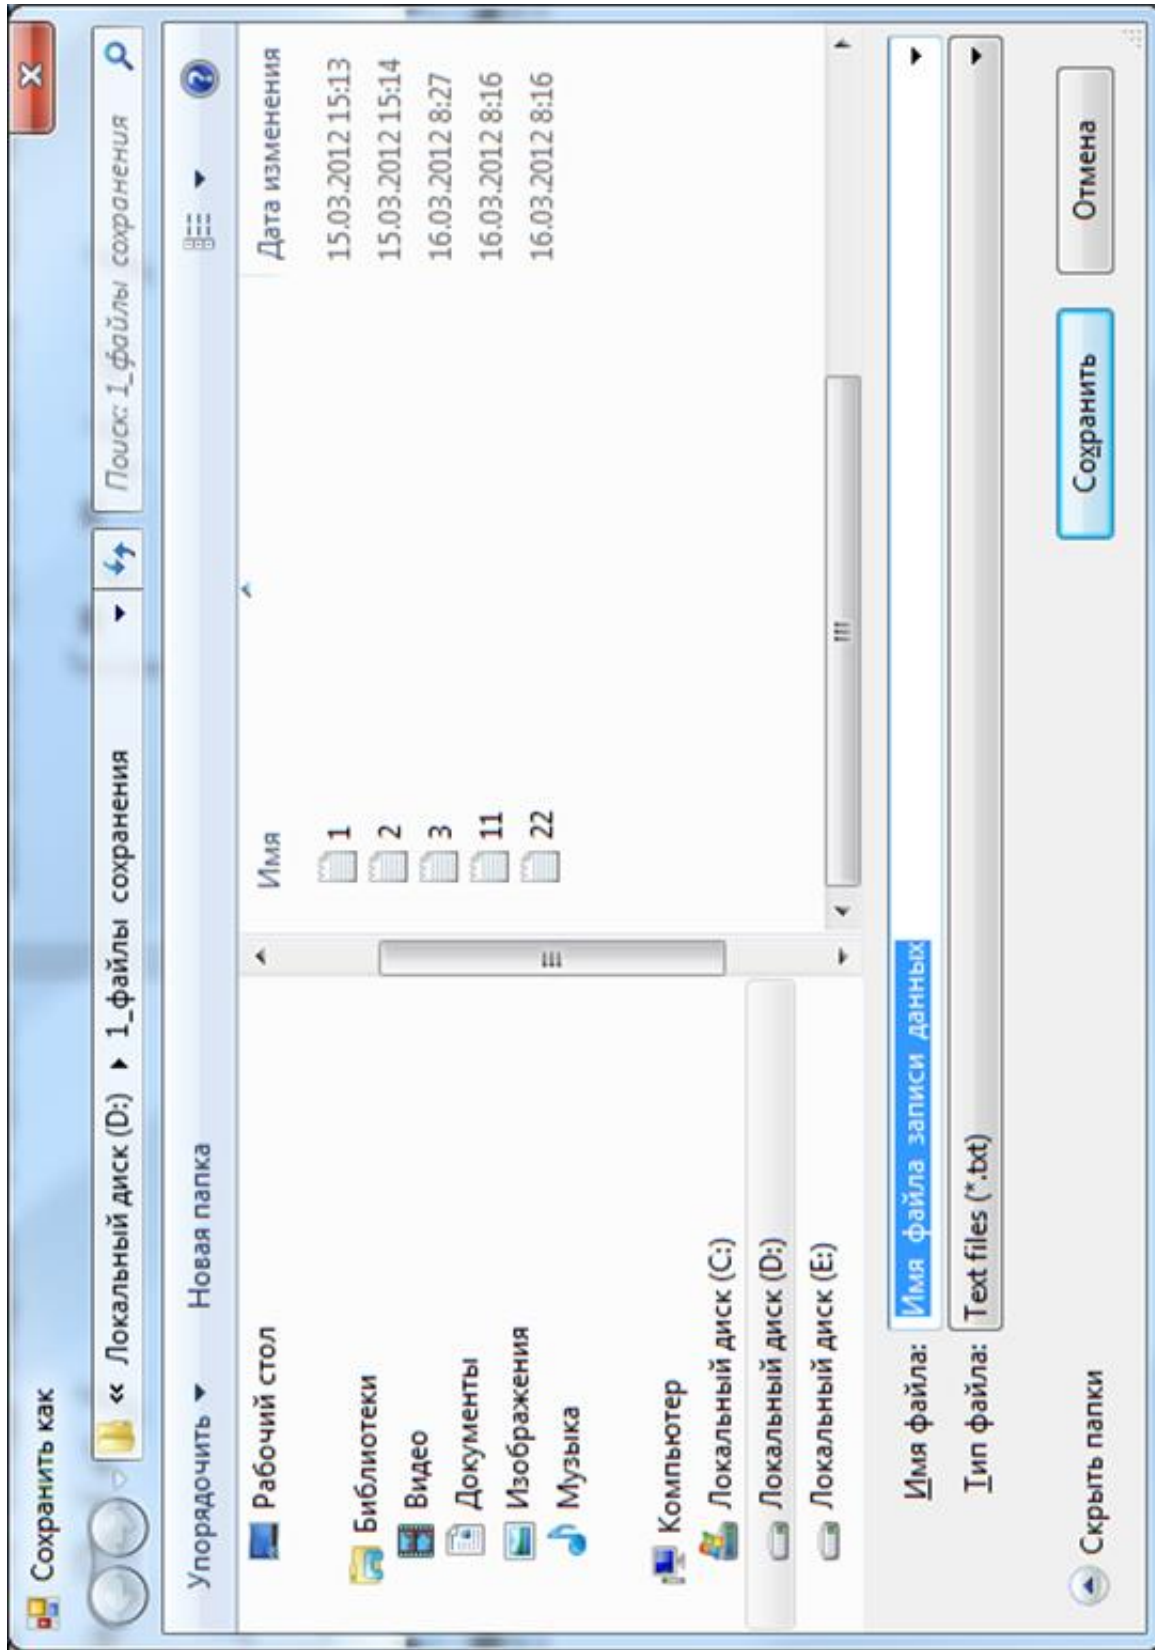 Сохранить как
« Локальный диск (D:) ▸ 1_файлы сохранения
Поиск: 1_файлы сохранения
Упорядочить
Новая папка
Рабочий стол
Библиотеки
Видео
Документы
Изображения
Музыка
Компьютер
Локальный диск (C:)
Локальный диск (D:)
Локальный диск (E:)
Имя Дата изменения
1 15.03.2012 15:13
2 15.03.2012 15:14
3 16.03.2012 8:27
11 16.03.2012 8:16
22 16.03.2012 8:16
Имя файла: Имя файла записи данных
Тип файла: Text files (*.txt)
Скрыть папки
Сохранить
Отмена